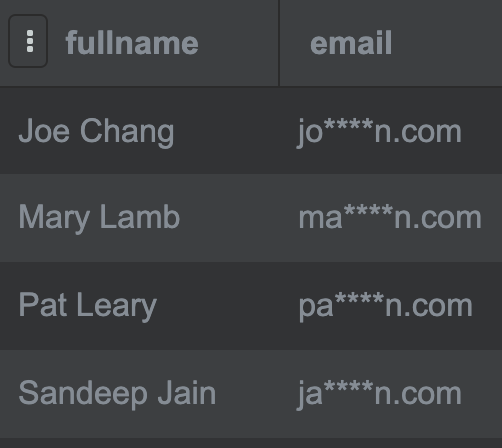 fullname email
Joe Chang jo****n.com
Mary Lamb ma****n.com
Pat Leary pa****n.com
Sandeep Jain ja****n.com